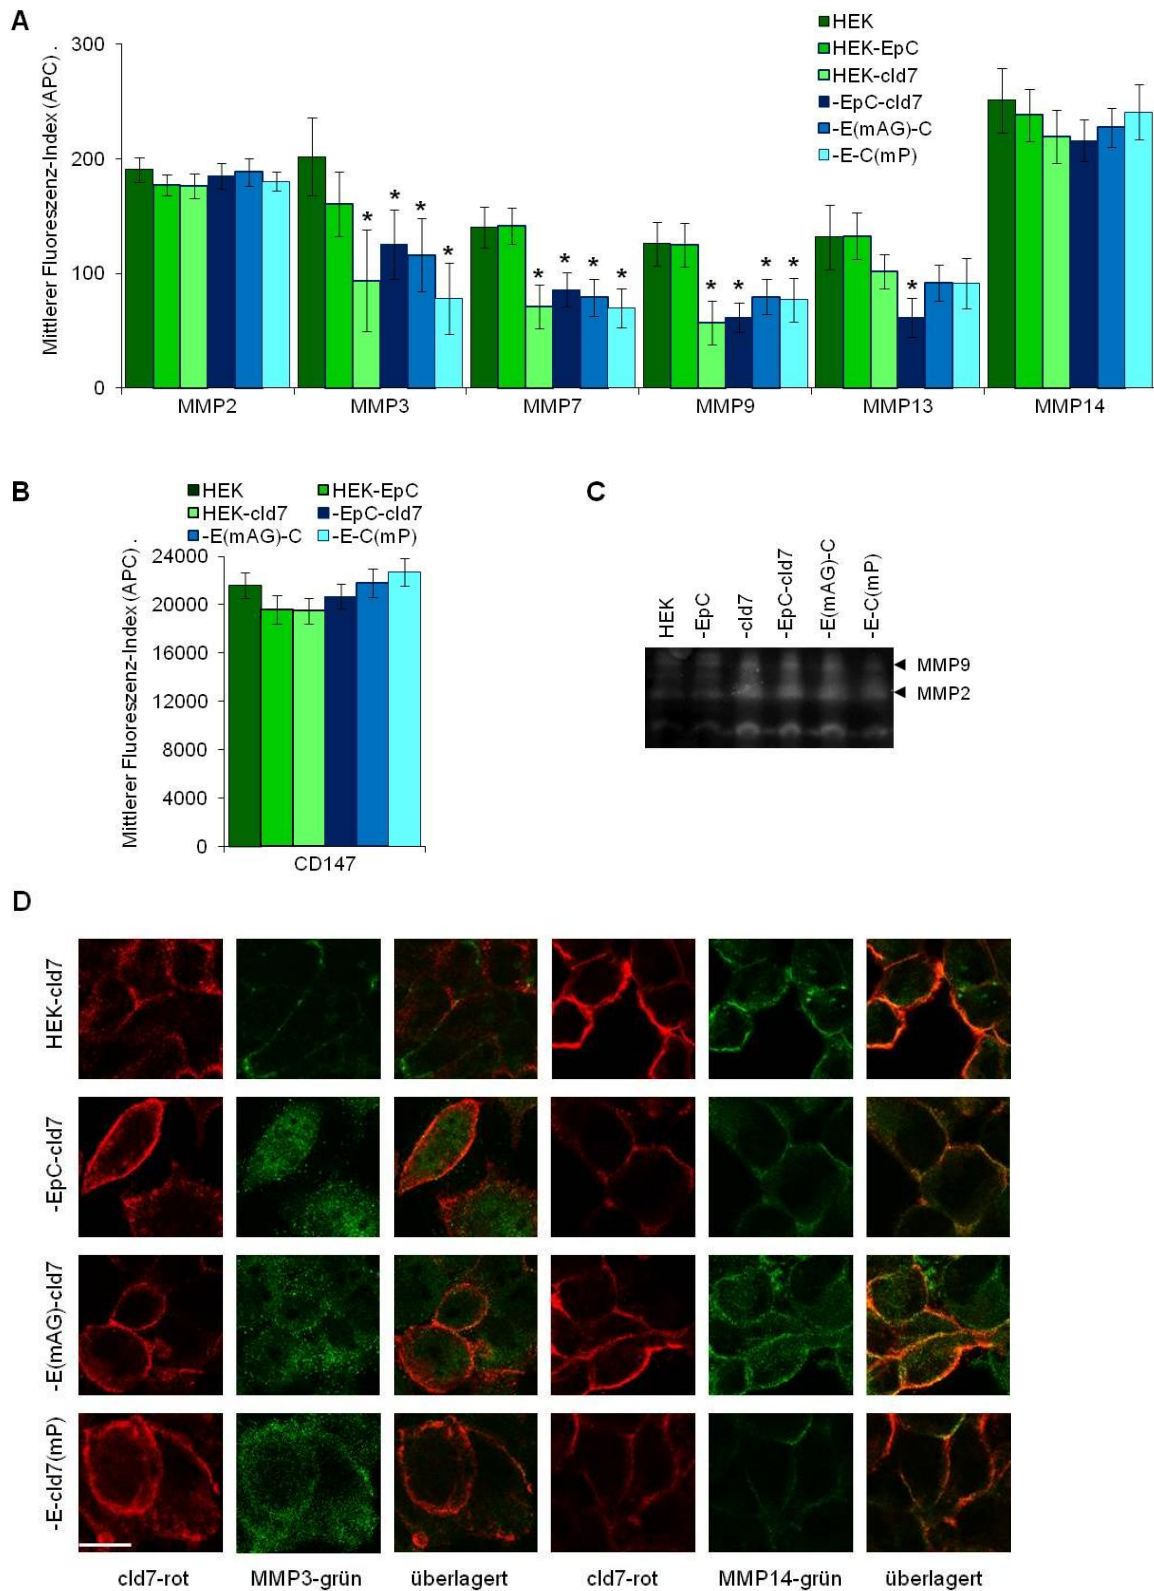 A
Mittlerer Fluoreszenz-Index (APC) .
300
200
100
0
HEK
HEK-EpC
HEK-cld7
-EpC-cld7
-E(mAG)-C
-E-C(mP)
* * * *
* * * *
* * * *
*
MMP2 MMP3 MMP7 MMP9 MMP13 MMP14
B
HEK HEK-EpC
HEK-cld7 -EpC-cld7
-E(mAG)-C -E-C(mP)
Mittlerer Fluoreszenz-Index (APC) .
24000
20000
16000
12000
8000
4000
0
CD147
C
HEK
-EpC
-cld7
-EpC-cld7
-E(mAG)-C
-E-C(mP)
MMP9
MMP2
D
HEK-cld7
-EpC-cld7
-E(mAG)-cld7
-E-cld7(mP)
cld7-rot MMP3-grün überlagert cld7-rot MMP14-grün überlagert